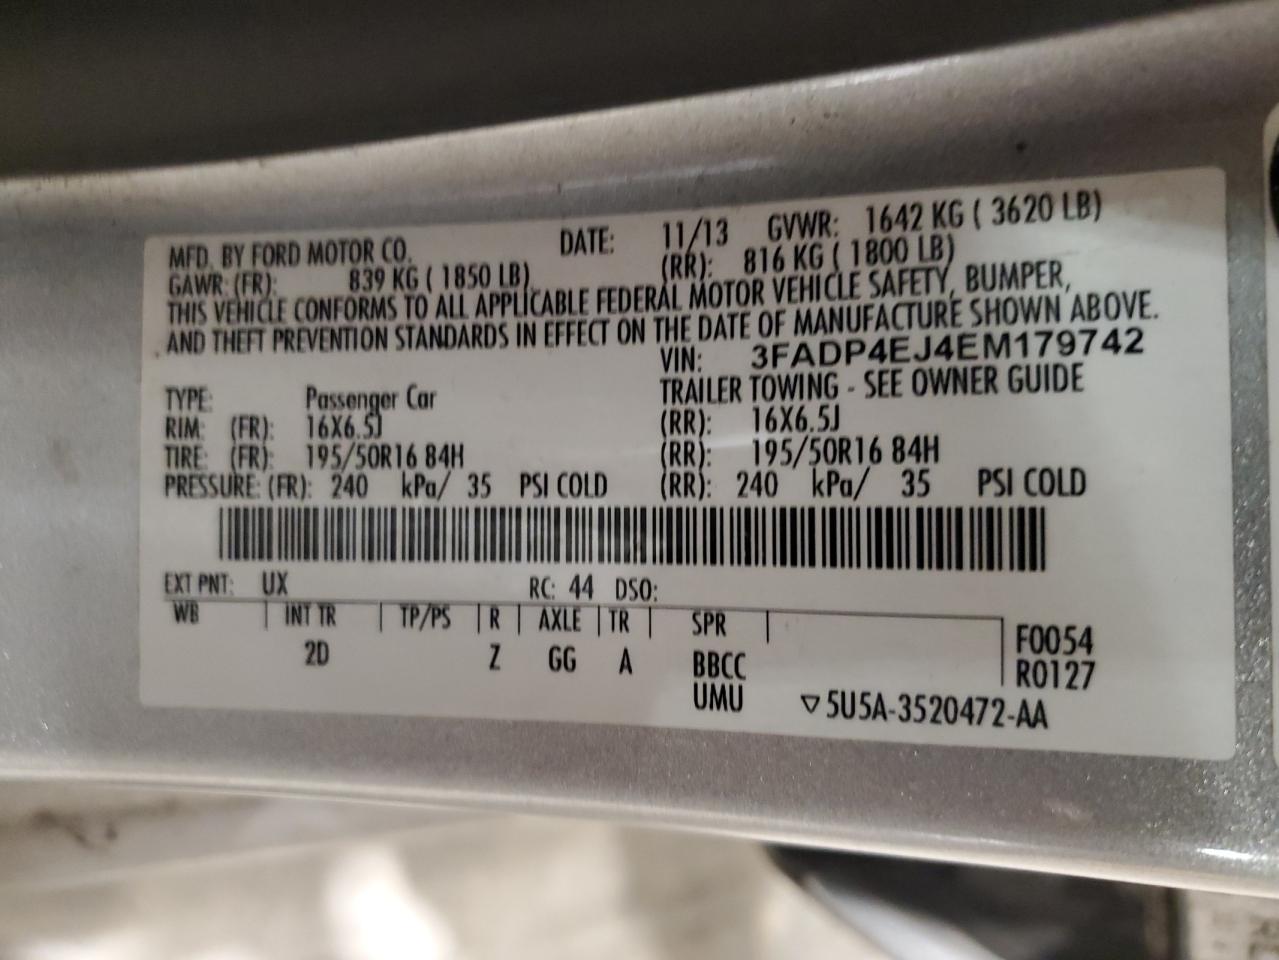 MFD. BY FORD MOTOR CO. DATE: 11/13 GVWR: 1642 KG ( 3620 LB)
GAWR: (FR): 839 KG ( 1850 LB) (RR): 816 KG ( 1800 LB)
THIS VEHICLE CONFORMS TO ALL APPLICABLE FEDERAL MOTOR VEHICLE SAFETY, BUMPER,
AND THEFT PREVENTION STANDARDS IN EFFECT ON THE DATE OF MANUFACTURE SHOWN ABOVE.
VIN: 3FADP4EJ4EM179742
TYPE: Passenger Car TRAILER TOWING - SEE OWNER GUIDE
RIM: (FR): 16X6.5J (RR): 16X6.5J
TIRE: (FR): 195/50R16 84H (RR): 195/50R16 84H
PRESSURE: (FR): 240 kPa/ 35 PSI COLD (RR): 240 kPa/ 35 PSI COLD
EXT PNT: UX RC: 44 DSO:
WB INT TR TP/PS R AXLE TR SPR F0054
2D Z GG A BBCC R0127
UMU ▽5U5A-3520472-AA